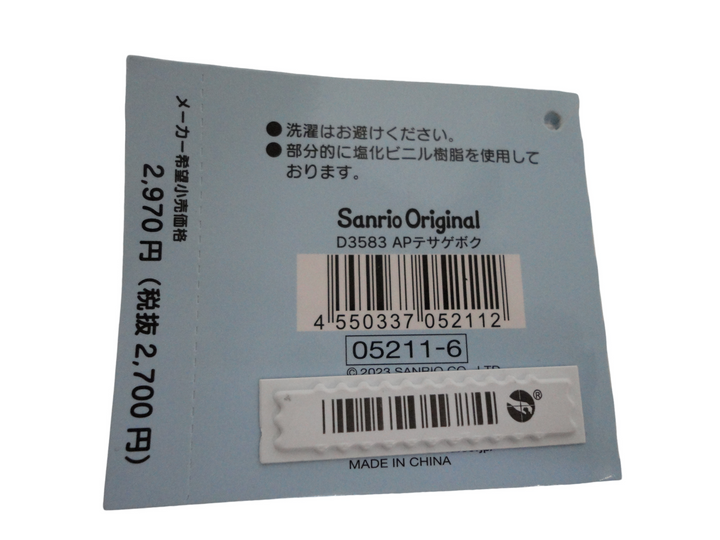 ● 洗濯はお避けください。
● 部分的に塩化ビニル樹脂を使用して
おります。
Sanrio Original
D3583 APテサゲボク
4 550337 052112
05211-6
© 2023 SANRIO CO., LTD.
®
MADE IN CHINA
メーカー希望小売価格
2,970円 (税抜 2,700円)